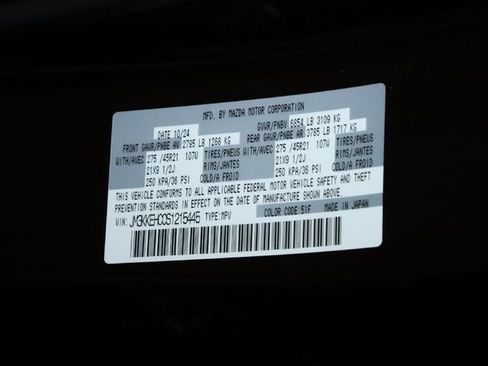 MFD. BY MAZDA MOTOR CORPORATION
DATE 10/24 GVWR/PNBV 6854 LB 3109 KG
FRONT GAWR/PNBE AV 2795 LB 1268 KG REAR GAWR/PNBE AR 3785 LB 1717 KG
WITH/AVEC 275 /45R21 107W TIRES/PNEUS WITH/AVEC 275 /45R21 107W TIRES/PNEUS
21X9 1/2J RIMS/JANTES 21X9 1/2J RIMS/JANTES
250 KPA/36 PSI COLD/A FROID 250 KPA/36 PSI COLD/A FROID
THIS VEHICLE CONFORMS TO ALL APPLICABLE FEDERAL MOTOR VEHICLE SAFETY AND THEFT
PREVENTION STANDARDS IN EFFECT ON THE DATE OF MANUFACTURE SHOWN ABOVE.
VIN: JM3KKEHC0S1215445 TYPE:MPV COLOR CODE:51F MADE IN JAPAN